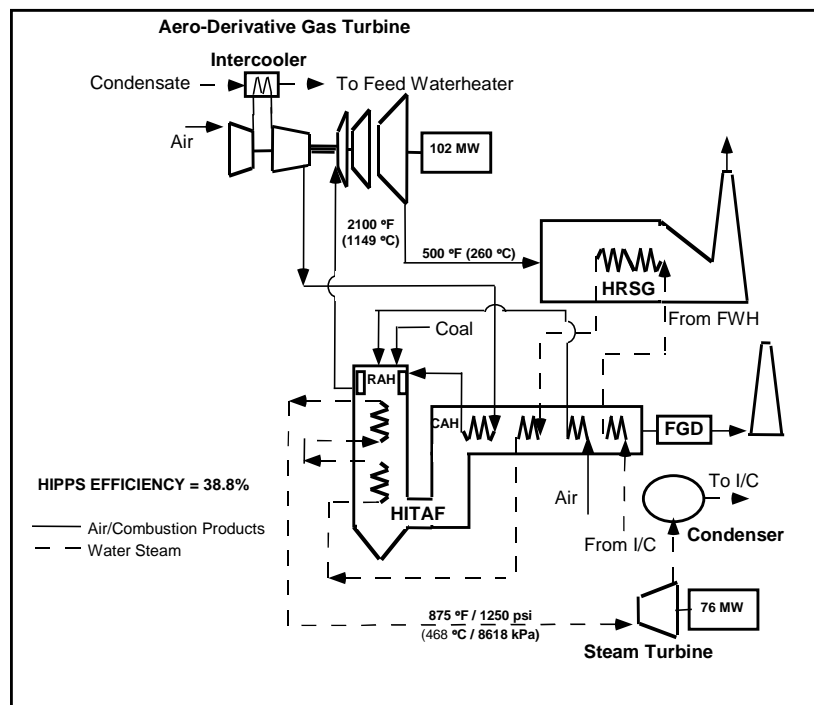 Aero-Derivative Gas Turbine
Intercooler
Condensate
To Feed Waterheater
Air
102 MW
2100 ºF
(1149 ºC)
500 ºF (260 ºC)
HRSG
From FWH
Coal
RAH
CAH
FGD
HIPPS EFFICIENCY = 38.8%
Air/Combustion Products
Water Steam
HITAF
Air
From I/C
To I/C
Condenser
875 ºF / 1250 psi
(468 ºC / 8618 kPa)
76 MW
Steam Turbine